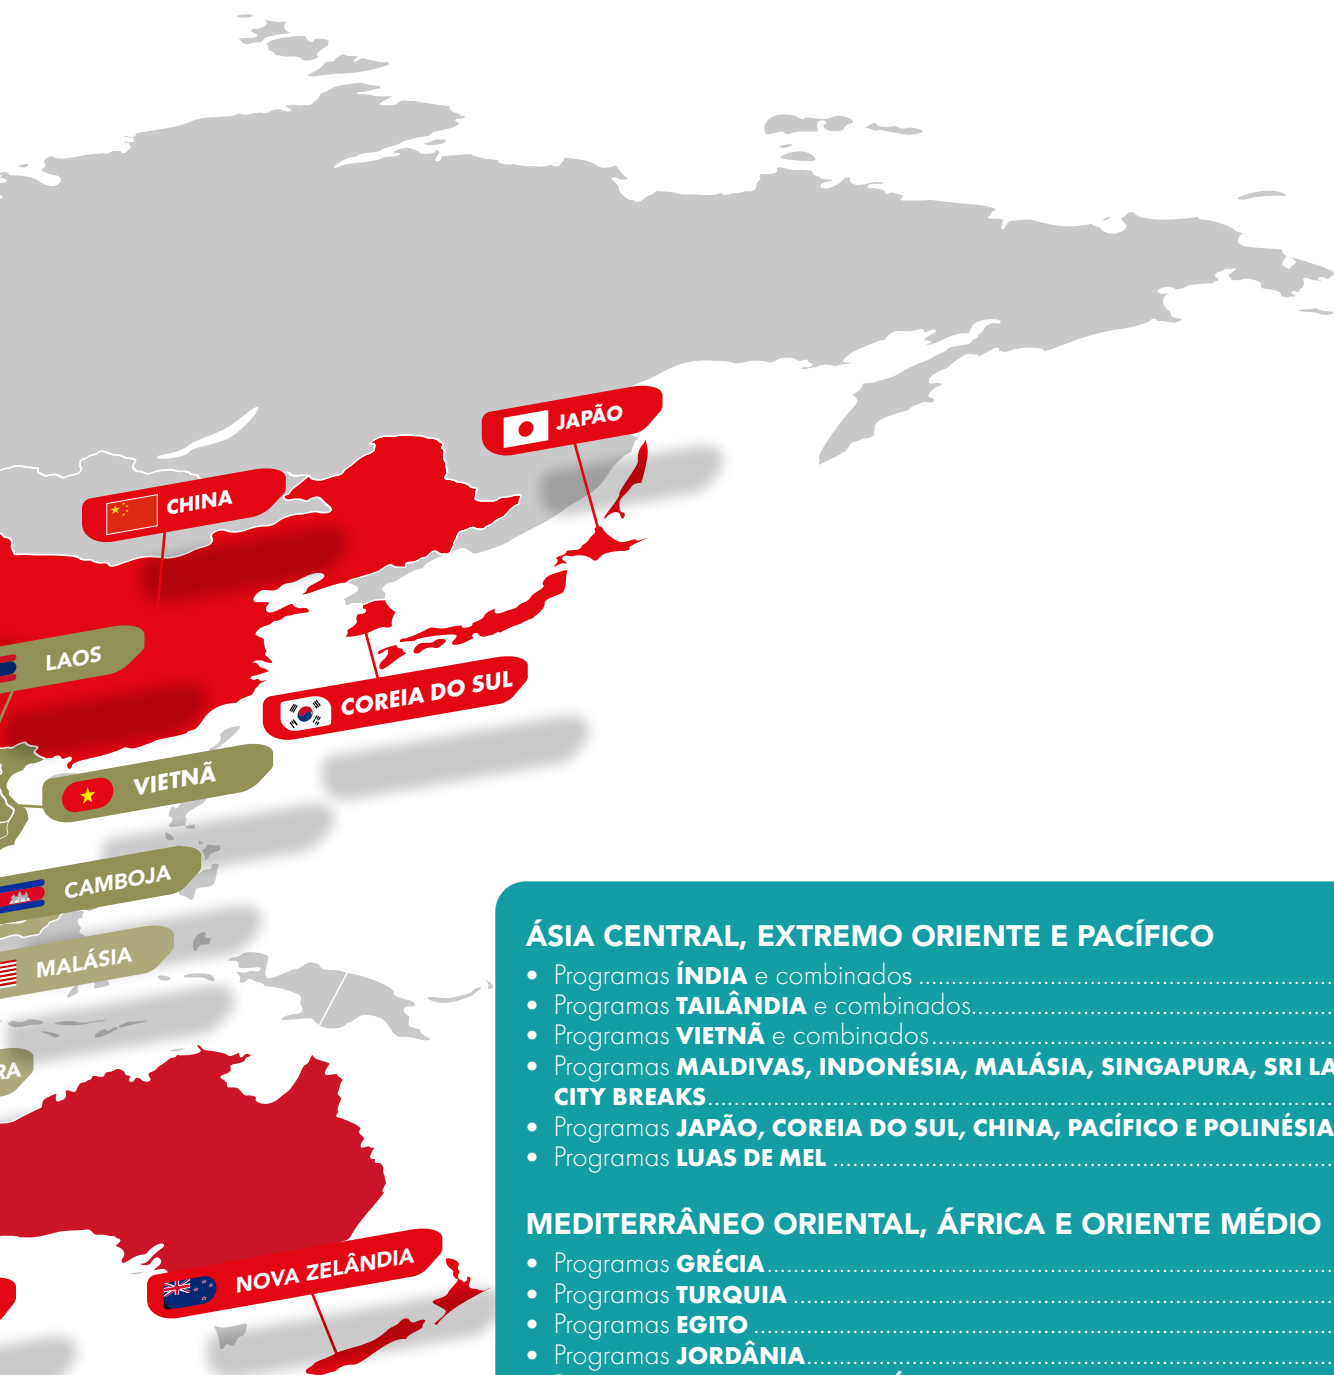 JAPÃO
CHINA
LAOS
COREIA DO SUL
VIETNÃ
CAMBOJA
MALÁSIA
RA
NOVA ZELÂNDIA
ÁSIA CENTRAL, EXTREMO ORIENTE E PACÍFICO
• Programas ÍNDIA e combinados
• Programas TAILÂNDIA e combinados
• Programas VIETNÃ e combinados
• Programas MALDIVAS, INDONÉSIA, MALÁSIA, SINGAPURA, SRI LA
CITY BREAKS
• Programas JAPÃO, COREIA DO SUL, CHINA, PACÍFICO E POLINÉSIA
• Programas LUAS DE MEL
MEDITERRÂNEO ORIENTAL, ÁFRICA E ORIENTE MÉDIO
• Programas GRÉCIA
• Programas TURQUIA
• Programas EGITO
• Programas JORDÂNIA